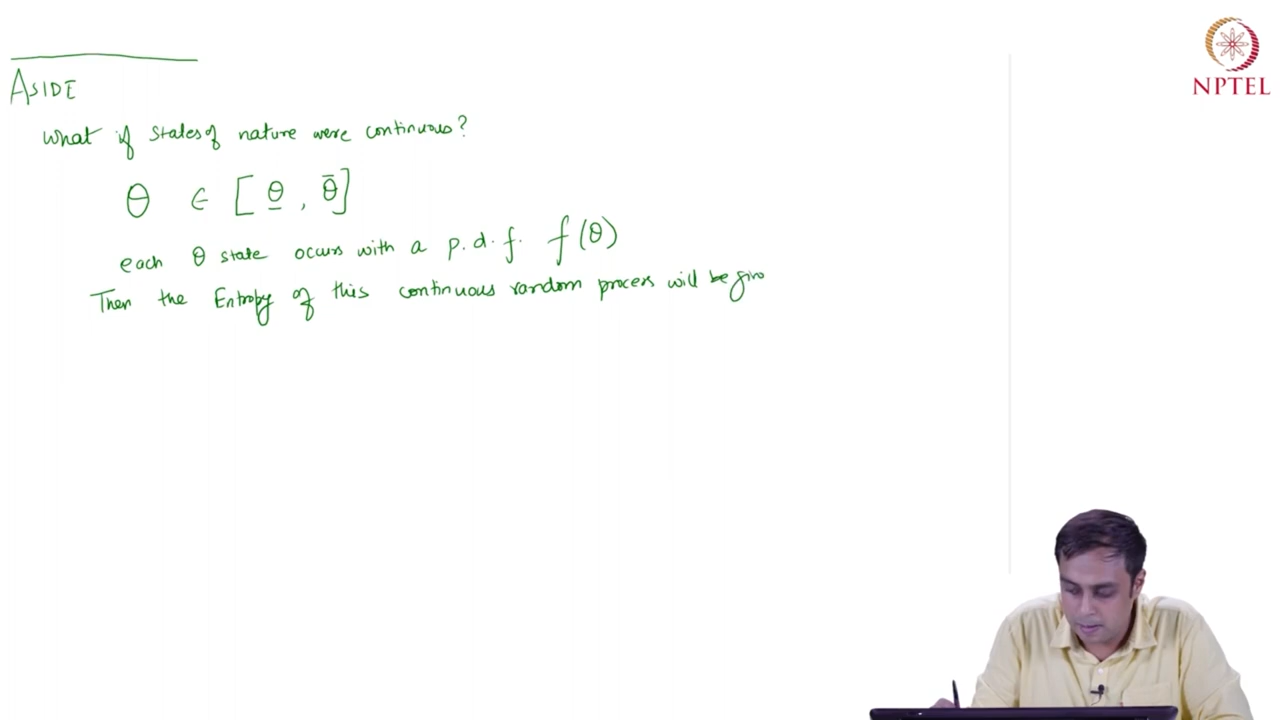 ASIDE
What if states of nature were continuous?
θ ∈ [θ̲, θ̄]
each θ state occurs with a p.d.f. f(θ)
Then the Entropy of this continuous random process will be give
NPTEL